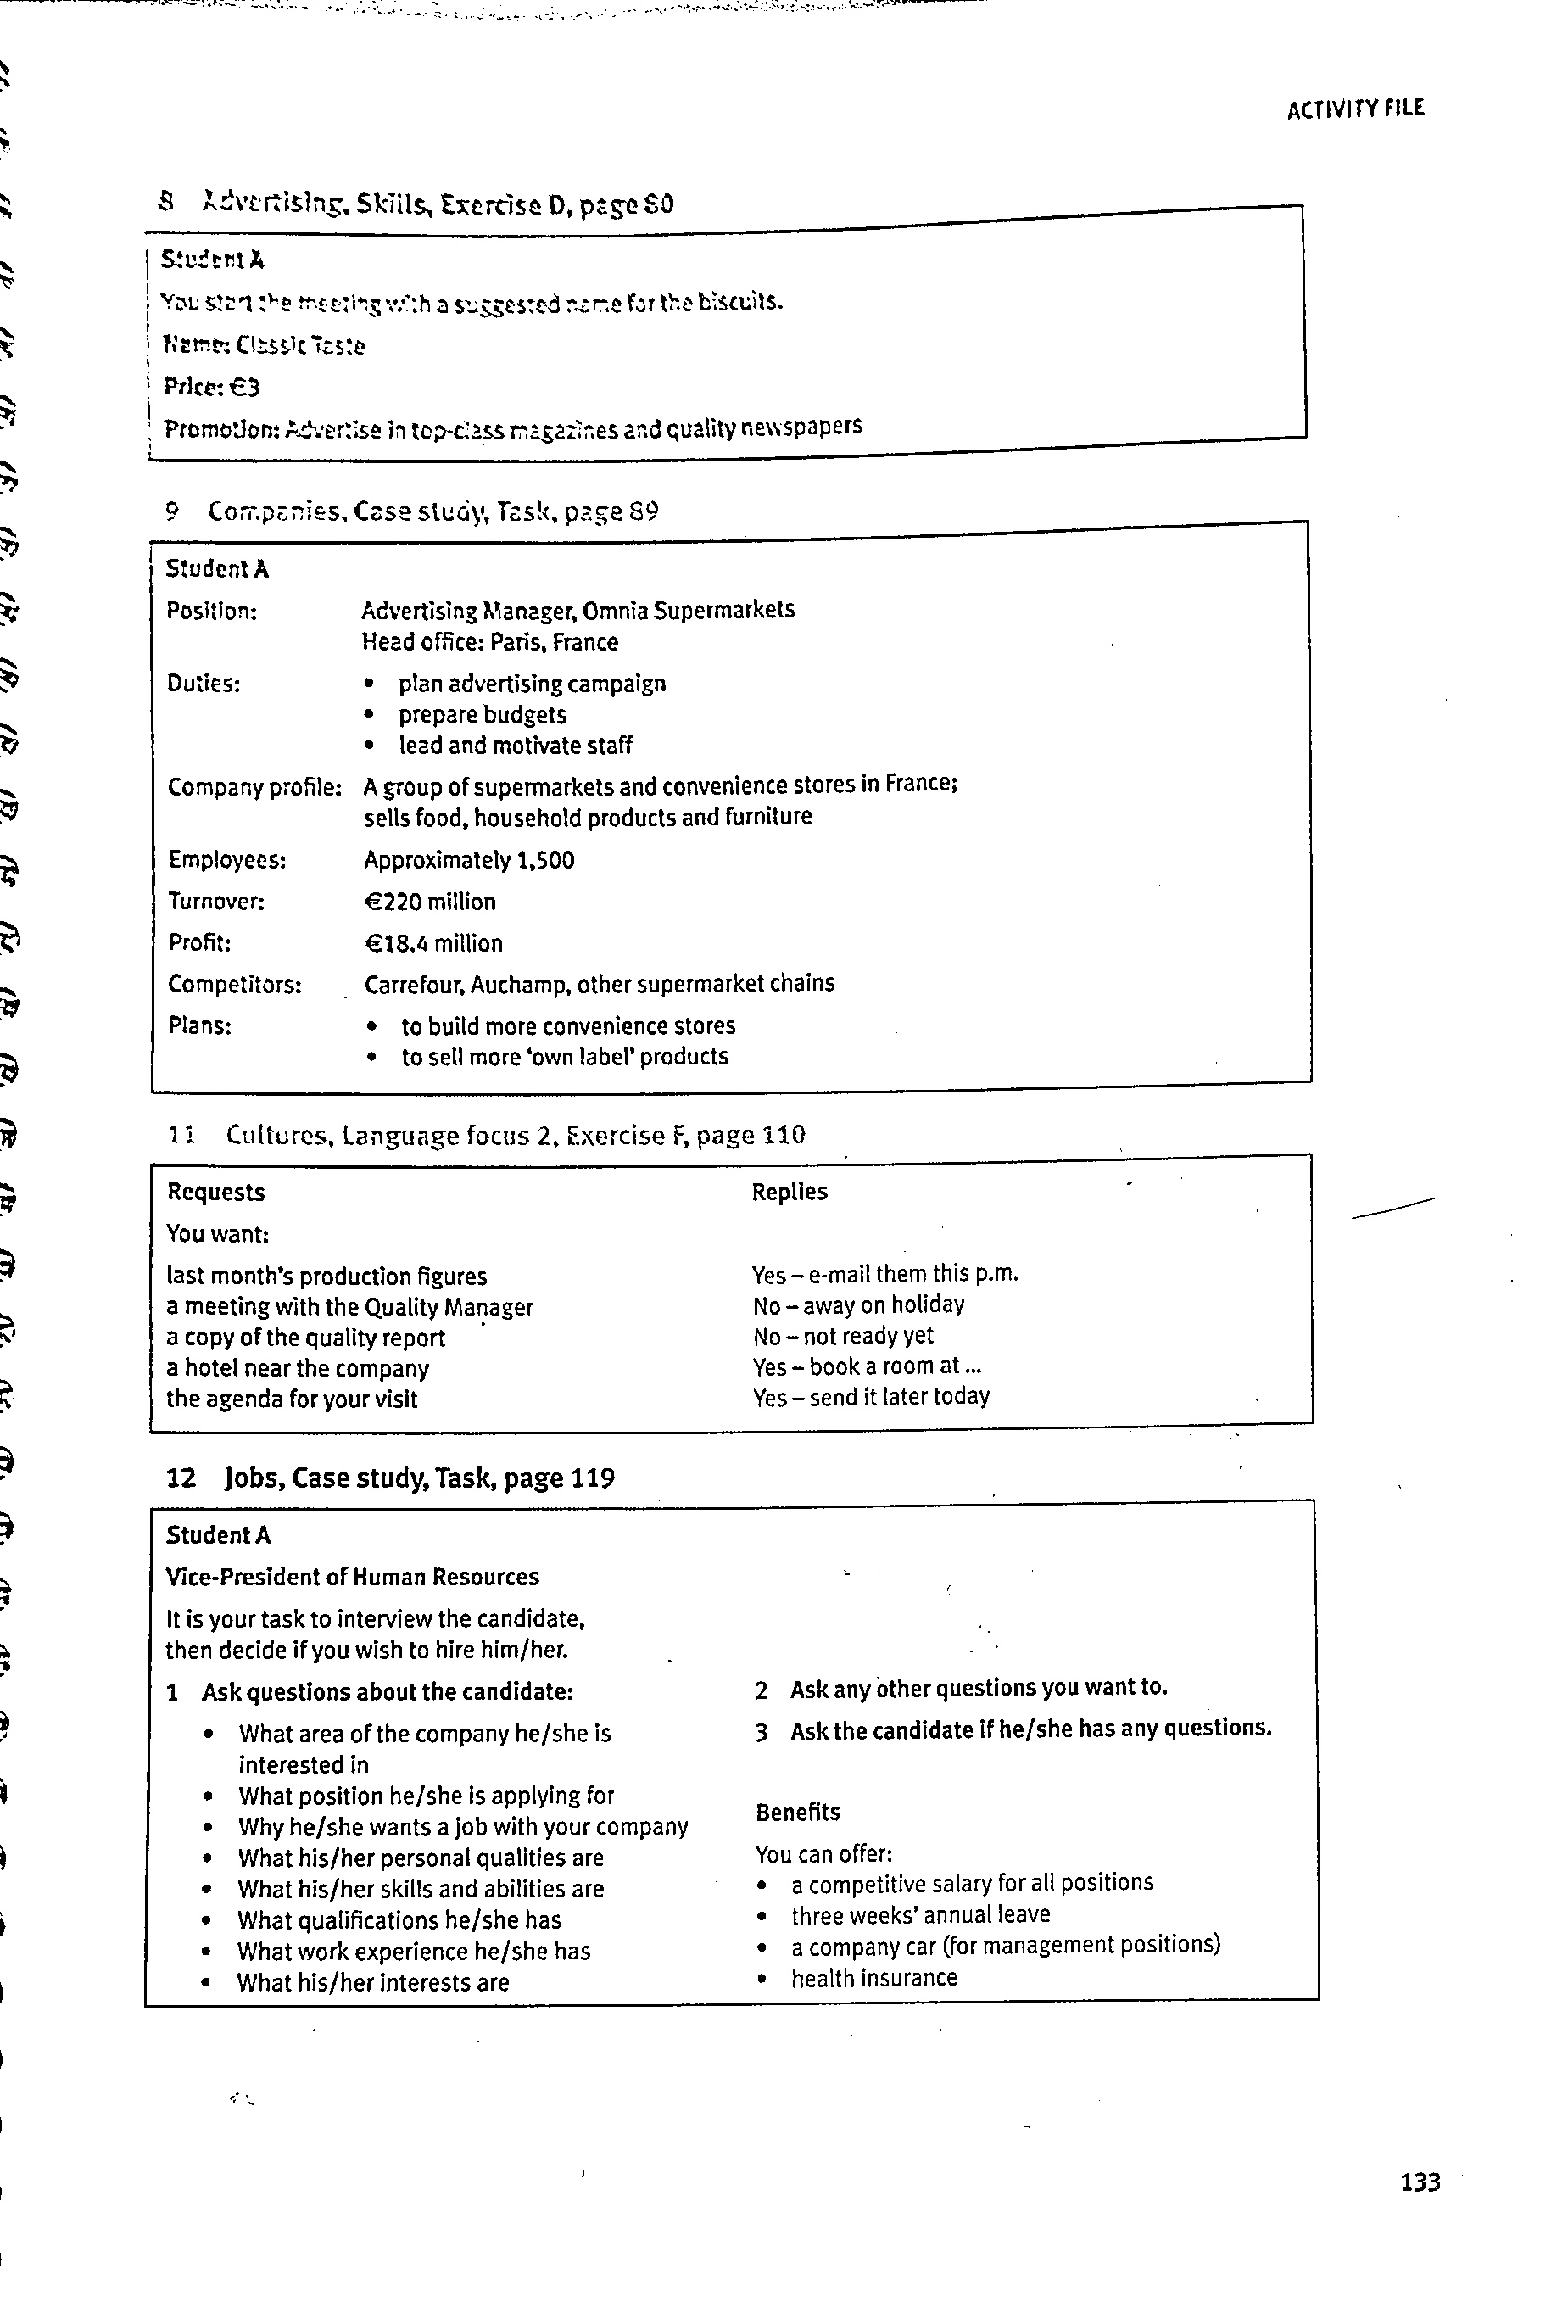 ACTIVITY FILE
8 Advertising, Skills, Exercise D, page 80
Student A
You start the meeting with a suggested name for the biscuits.
Name: Classic Taste
Price: €3
Promotion: Advertise in top-class magazines and quality newspapers
9 Companies, Case study, Task, page 89
Student A
Position: Advertising Manager, Omnia Supermarkets
Head office: Paris, France
Duties: • plan advertising campaign
• prepare budgets
• lead and motivate staff
Company profile: A group of supermarkets and convenience stores in France;
sells food, household products and furniture
Employees: Approximately 1,500
Turnover: €220 million
Profit: €18.4 million
Competitors: Carrefour, Auchamp, other supermarket chains
Plans: • to build more convenience stores
• to sell more ‘own label’ products
11 Cultures, Language focus 2, Exercise F, page 110
Requests Replies
You want:
last month's production figures Yes – e-mail them this p.m.
a meeting with the Quality Manager No – away on holiday
a copy of the quality report No – not ready yet
a hotel near the company Yes – book a room at ...
the agenda for your visit Yes – send it later today
12 Jobs, Case study, Task, page 119
Student A
Vice-President of Human Resources
It is your task to interview the candidate,
then decide if you wish to hire him/her.
1 Ask questions about the candidate:
• What area of the company he/she is
interested in
• What position he/she is applying for
• Why he/she wants a job with your company
• What his/her personal qualities are
• What his/her skills and abilities are
• What qualifications he/she has
• What work experience he/she has
• What his/her interests are
2 Ask any other questions you want to.
3 Ask the candidate if he/she has any questions.
Benefits
You can offer:
• a competitive salary for all positions
• three weeks' annual leave
• a company car (for management positions)
• health insurance
133